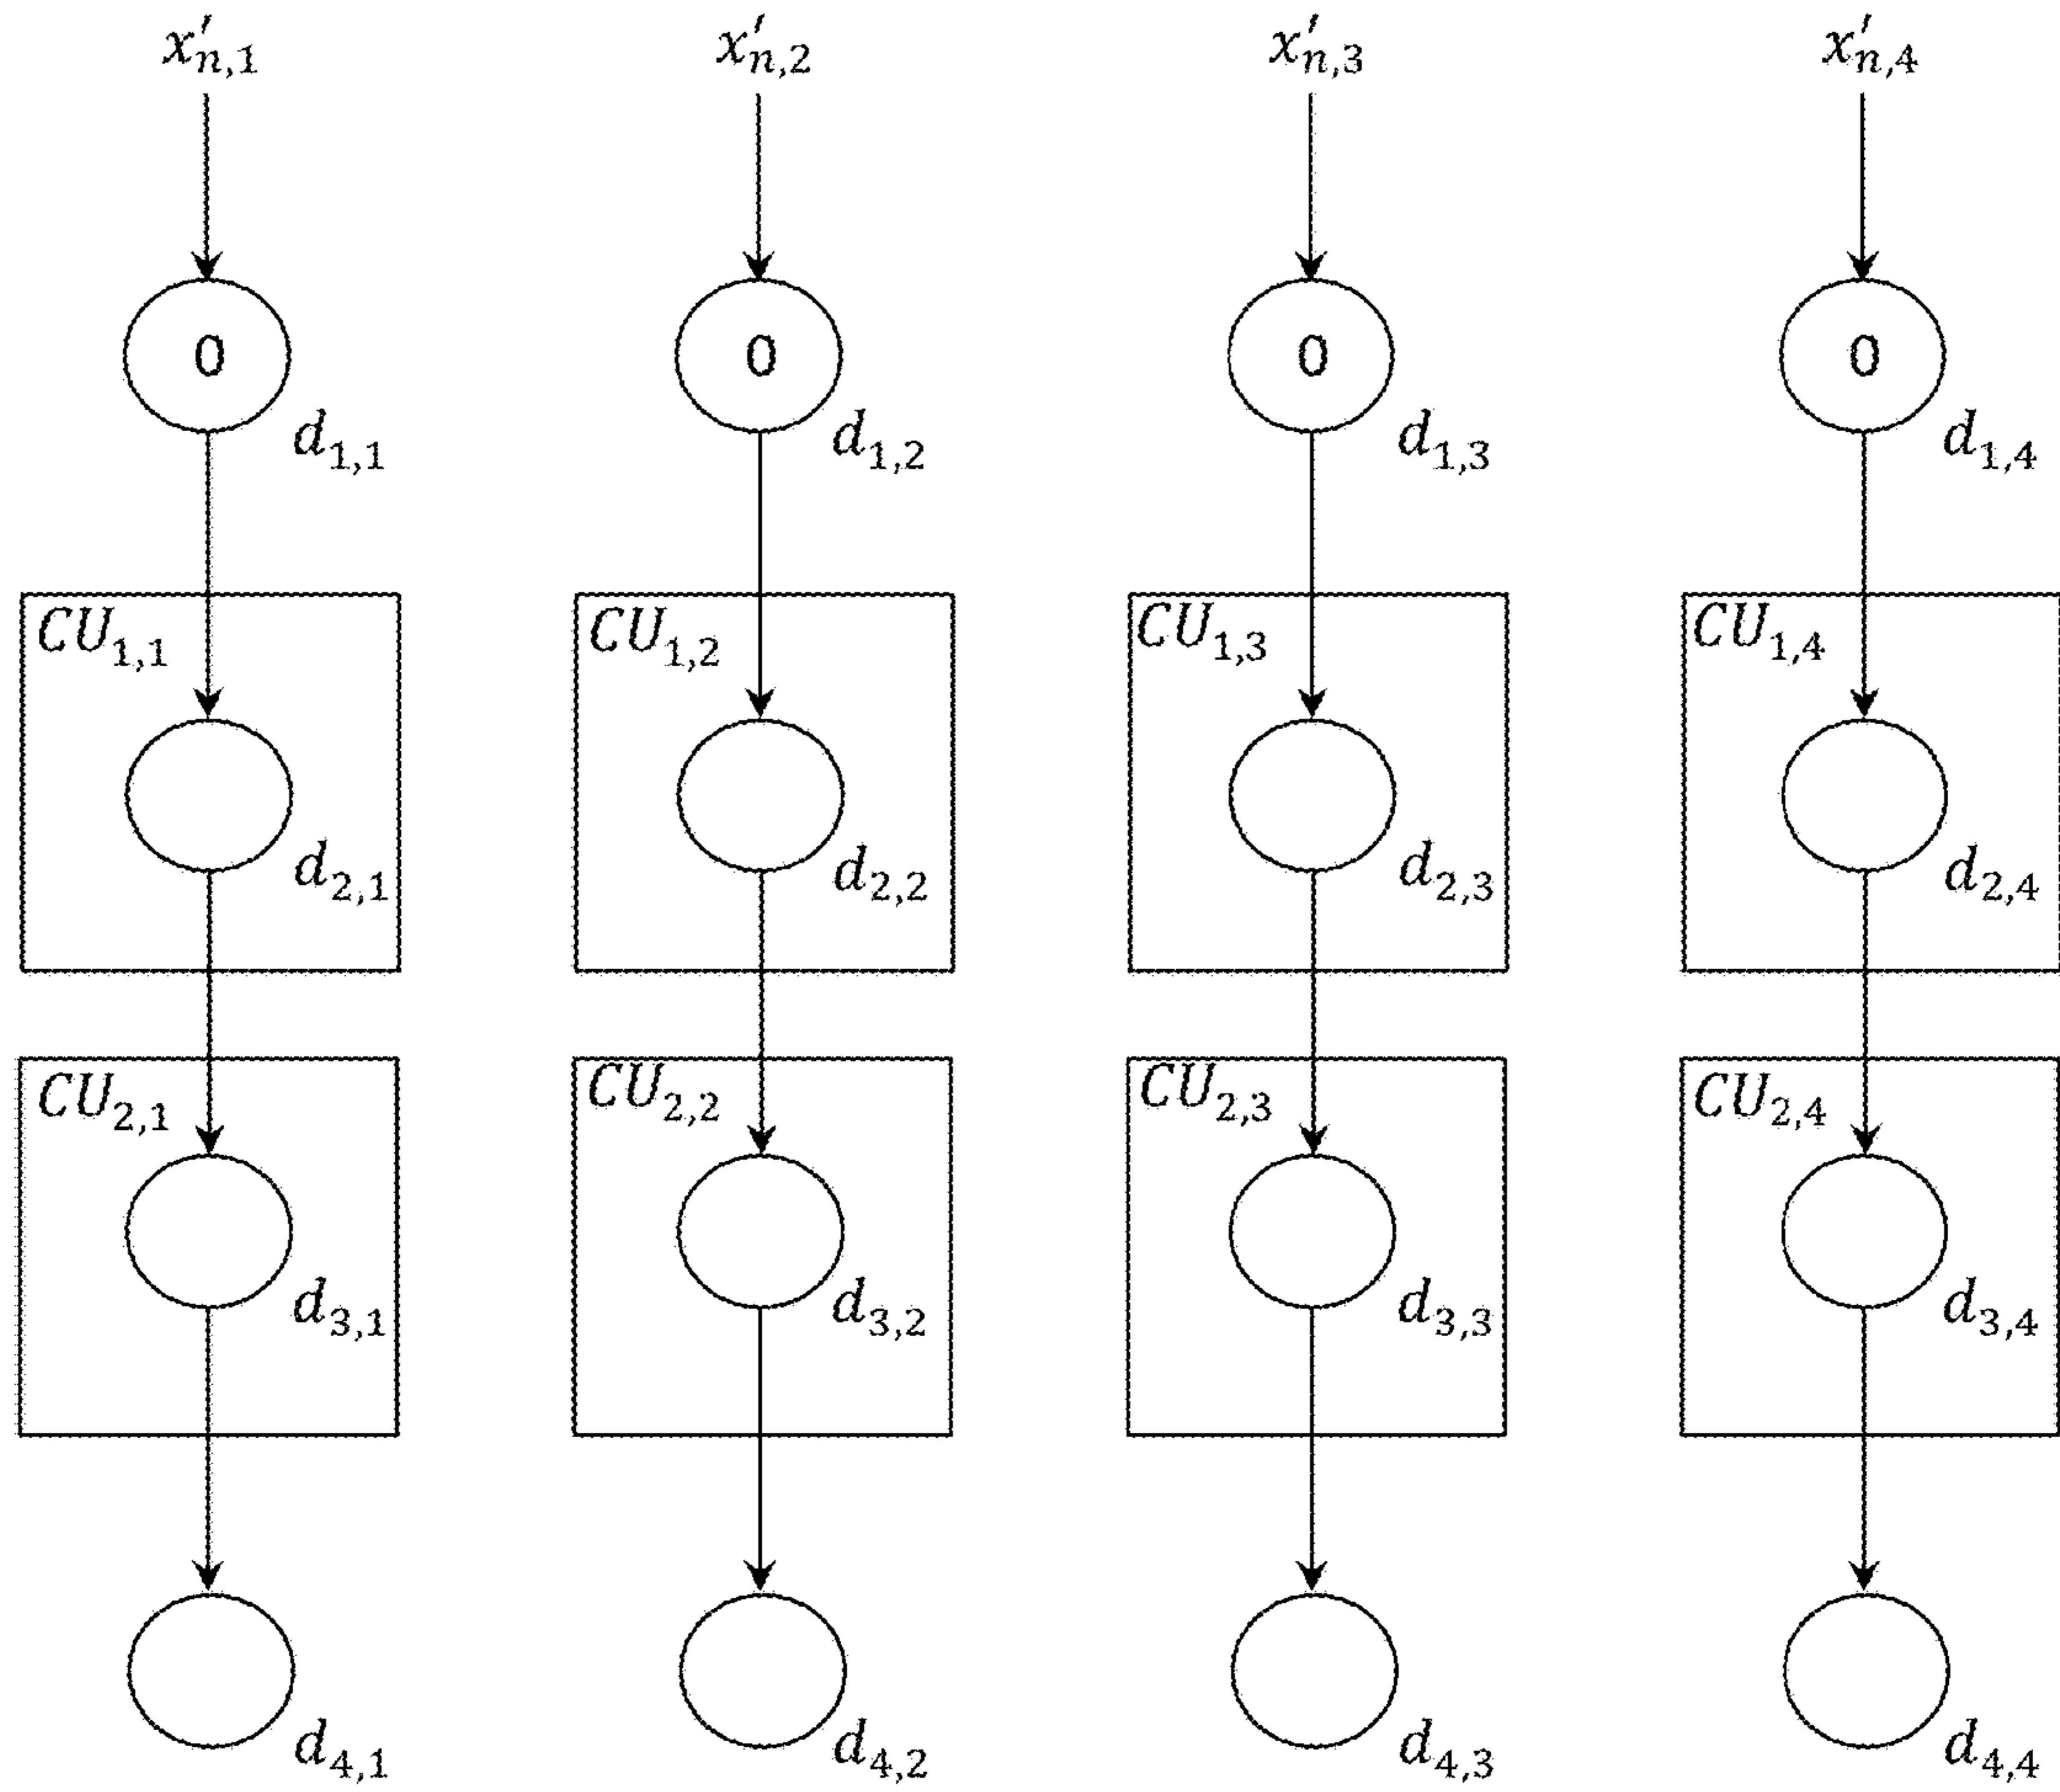 x′n,1 x′n,2 x′n,3 x′n,4
0 0 0 0
d1,1 d1,2 d1,3 d1,4
CU1,1 CU1,2 CU1,3 CU1,4
d2,1 d2,2 d2,3 d2,4
CU2,1 CU2,2 CU2,3 CU2,4
d3,1 d3,2 d3,3 d3,4
d4,1 d4,2 d4,3 d4,4